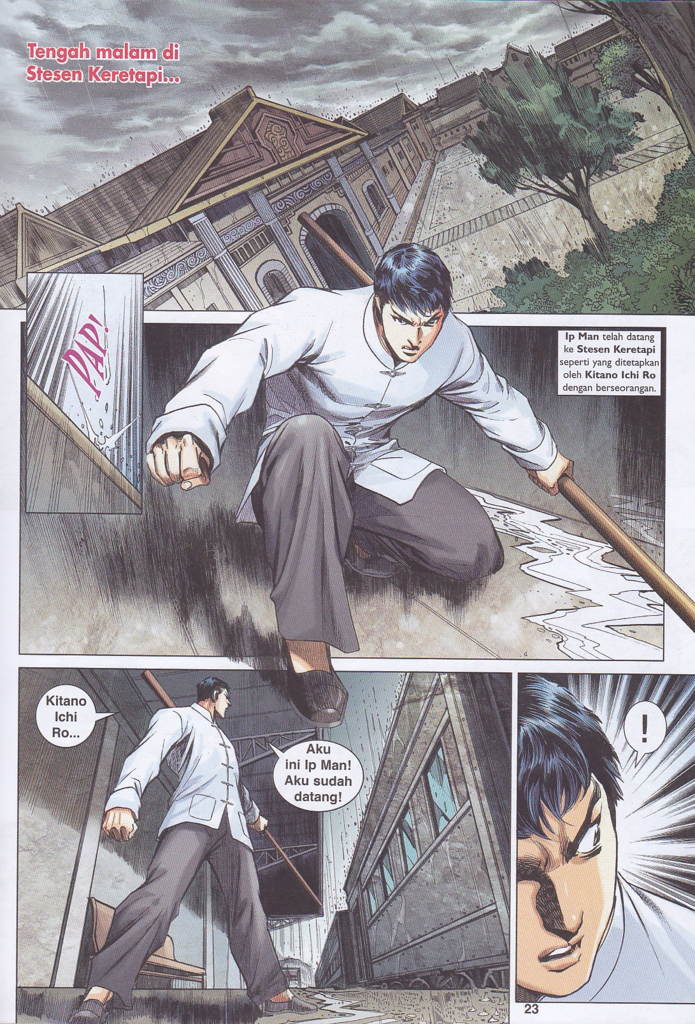 Tengah malam di
Stesen Keretapi...
PAP!
Ip Man telah datang
ke Stesen Keretapi
seperti yang ditetapkan
oleh Kitano Ichi Ro
dengan berseorangan.
Kitano
Ichi
Ro...
Aku
ini Ip Man!
Aku sudah
datang!
!
23